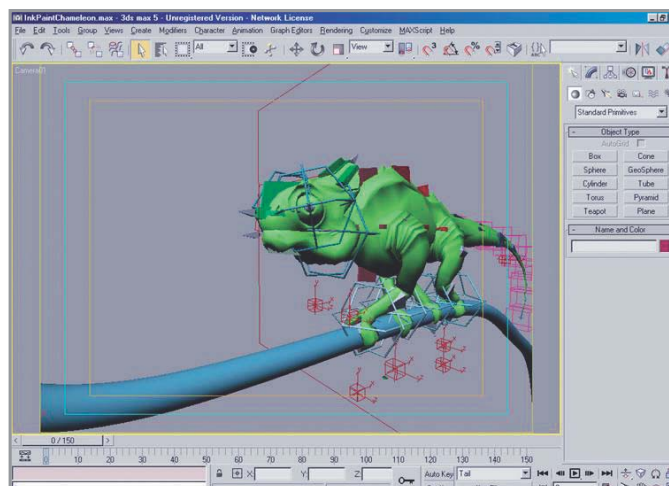 InkPaintChameleon.max - 3ds max 5 - Unregistered Version - Network License
File Edit Tools Group Views Create Modifiers Character Animation Graph Editors Rendering Customize MAXScript Help
All View
Camera01
Standard Primitives
- Object Type
AutoGrid
Box Cone
Sphere GeoSphere
Cylinder Tube
Torus Pyramid
Teapot Plane
- Name and Color
0 / 150
0 10 20 30 40 50 60 70 80 90 100 110 120 130 140 150
X: Y: Z: Auto Key Tail